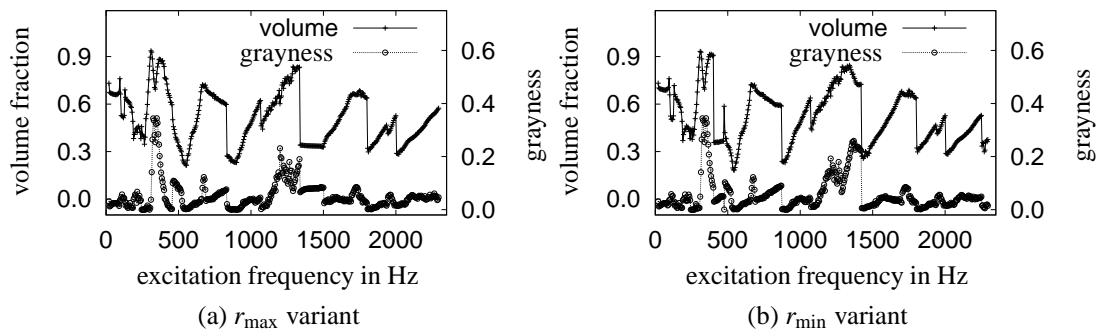 volume
grayness
0.9
0.6
0.3
0.0
0.6
0.4
0.2
0.0
volume fraction
grayness
0 500 1000 1500 2000
excitation frequency in Hz
(a) r_max variant
volume
grayness
0.9
0.6
0.3
0.0
0.6
0.4
0.2
0.0
volume fraction
grayness
0 500 1000 1500 2000
excitation frequency in Hz
(b) r_min variant